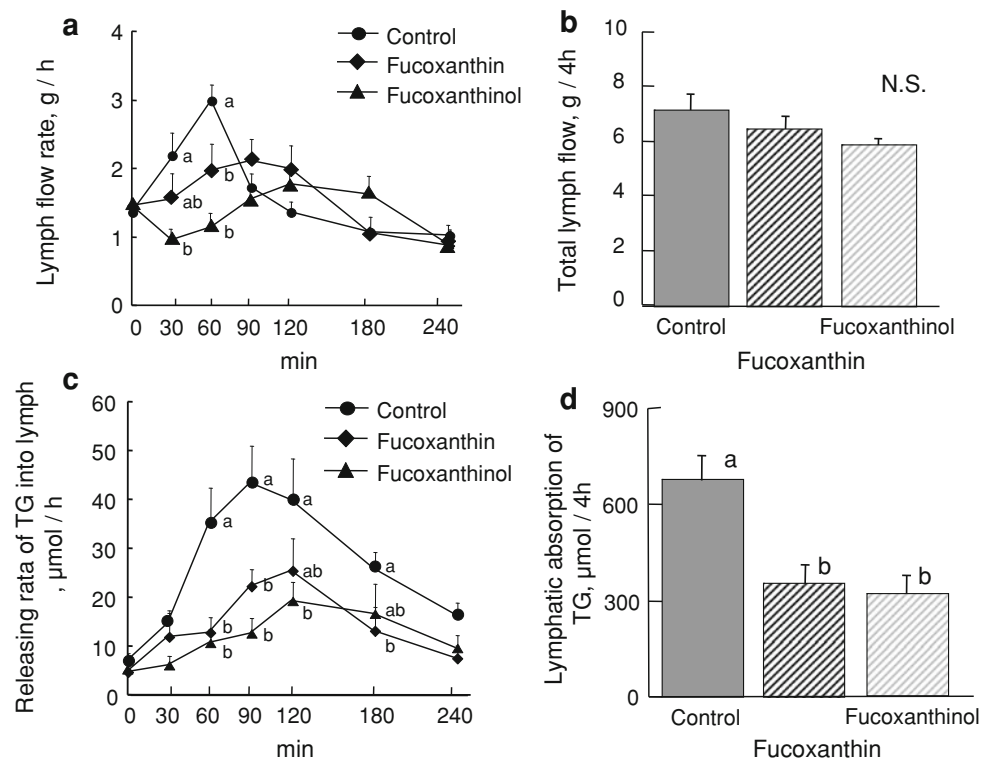 a
Lymph flow rate, g / h
4
3
2
1
0
Control
Fucoxanthin
Fucoxanthinol
a
a
ab
b
b
b
0 30 60 90 120 180 240
min
b
Total lymph flow, g / 4h
10
8
6
4
2
0
N.S.
Control Fucoxanthinol
Fucoxanthin
c
Releasing rata of TG into lymph
, µmol / h
60
50
40
30
20
10
0
Control
Fucoxanthin
Fucoxanthinol
a
a
a
a
b
b
ab
b
b
b
b
ab
0 30 60 90 120 180 240
min
d
Lymphatic absorption of
TG, µmol / 4h
900
600
300
0
a
b
b
Control Fucoxanthinol
Fucoxanthin